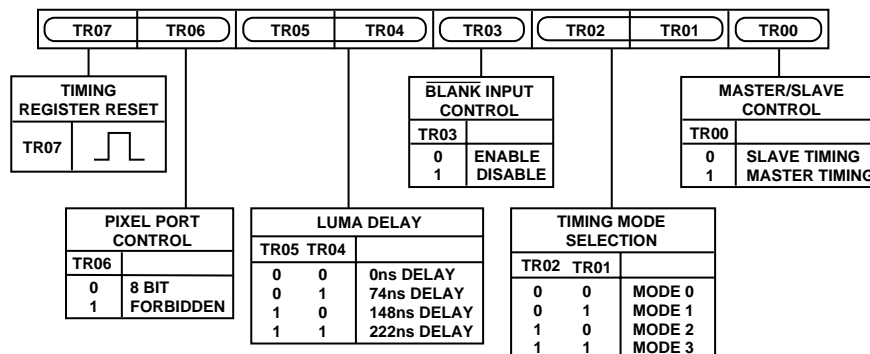 TR07 TR06 TR05 TR04 TR03 TR02 TR01 TR00
TIMING
REGISTER RESET
TR07
BLANK INPUT
CONTROL
TR03
0 ENABLE
1 DISABLE
MASTER/SLAVE
CONTROL
TR00
0 SLAVE TIMING
1 MASTER TIMING
PIXEL PORT
CONTROL
TR06
0 8 BIT
1 FORBIDDEN
LUMA DELAY
TR05 TR04
0 0 0ns DELAY
0 1 74ns DELAY
1 0 148ns DELAY
1 1 222ns DELAY
TIMING MODE
SELECTION
TR02 TR01
0 0 MODE 0
0 1 MODE 1
1 0 MODE 2
1 1 MODE 3